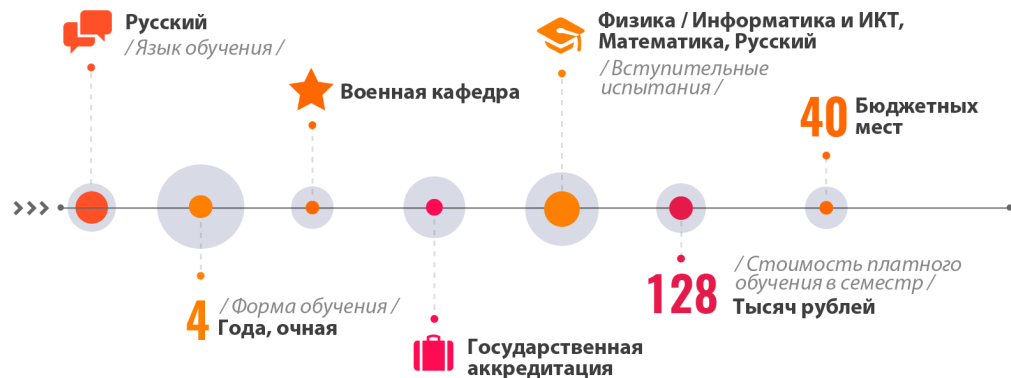 Русский
/ Язык обучения /
4
/ Форма обучения /
Года, очная
Военная кафедра
Государственная
аккредитация
Физика / Информатика и ИКТ,
Математика, Русский
/ Вступительные
испытания /
128
/ Стоимость платного
обучения в семестр /
Тысяч рублей
40
Бюджетных
мест